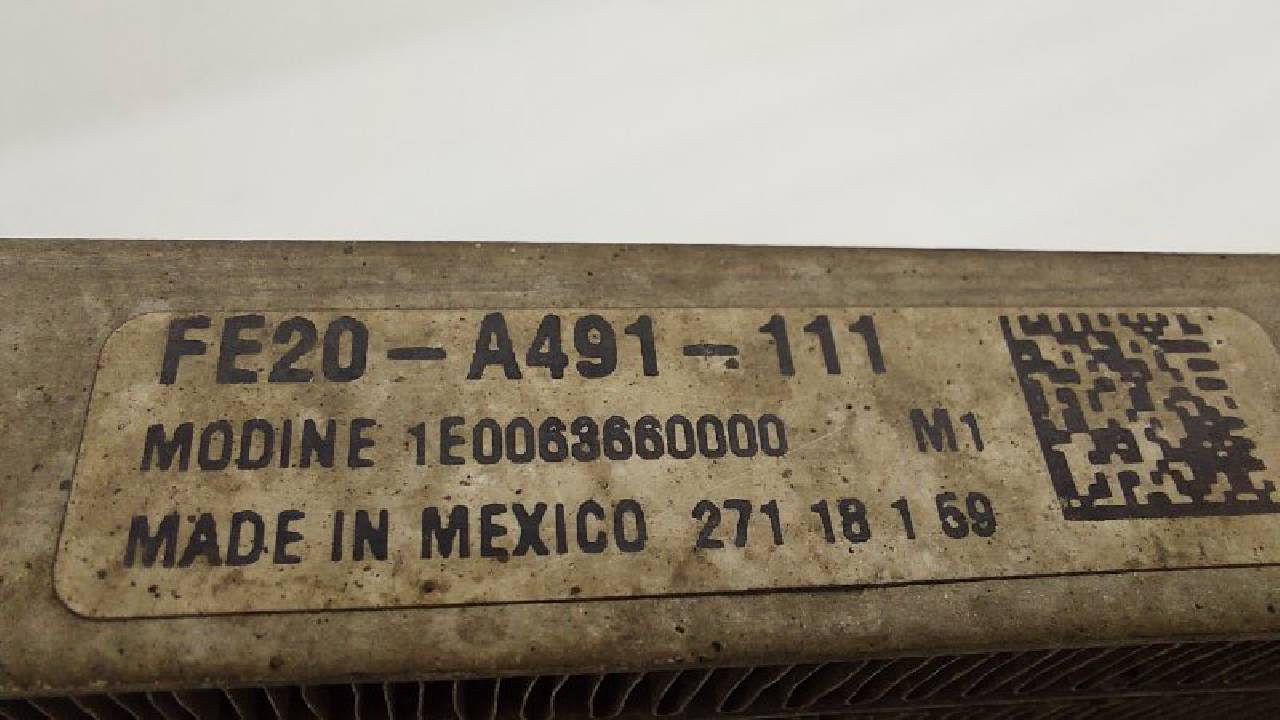 FE20-A491-111
MODINE 1E0063660000 M1
MADE IN MEXICO 271 18 1 59